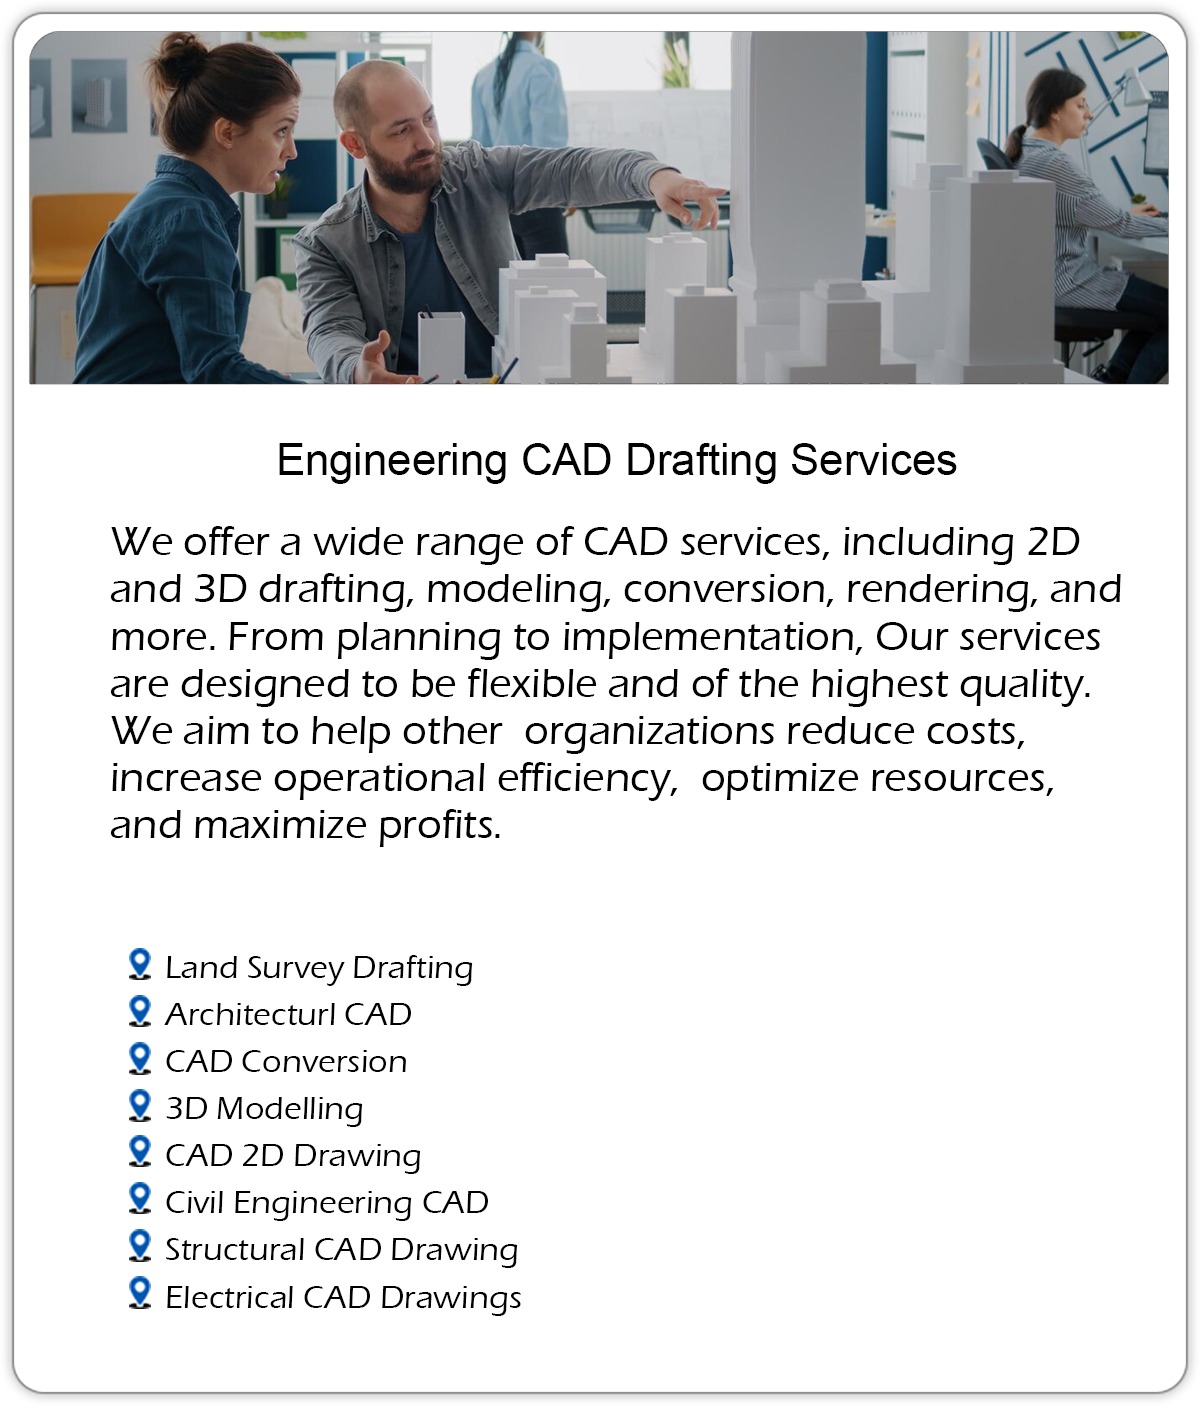 Engineering CAD Drafting Services
We offer a wide range of CAD services, including 2D
and 3D drafting, modeling, conversion, rendering, and
more. From planning to implementation, Our services
are designed to be flexible and of the highest quality.
We aim to help other  organizations reduce costs,
increase operational efficiency,  optimize resources,
and maximize profits.
Land Survey Drafting
Architecturl CAD
CAD Conversion
3D Modelling
CAD 2D Drawing
Civil Engineering CAD
Structural CAD Drawing
Electrical CAD Drawings